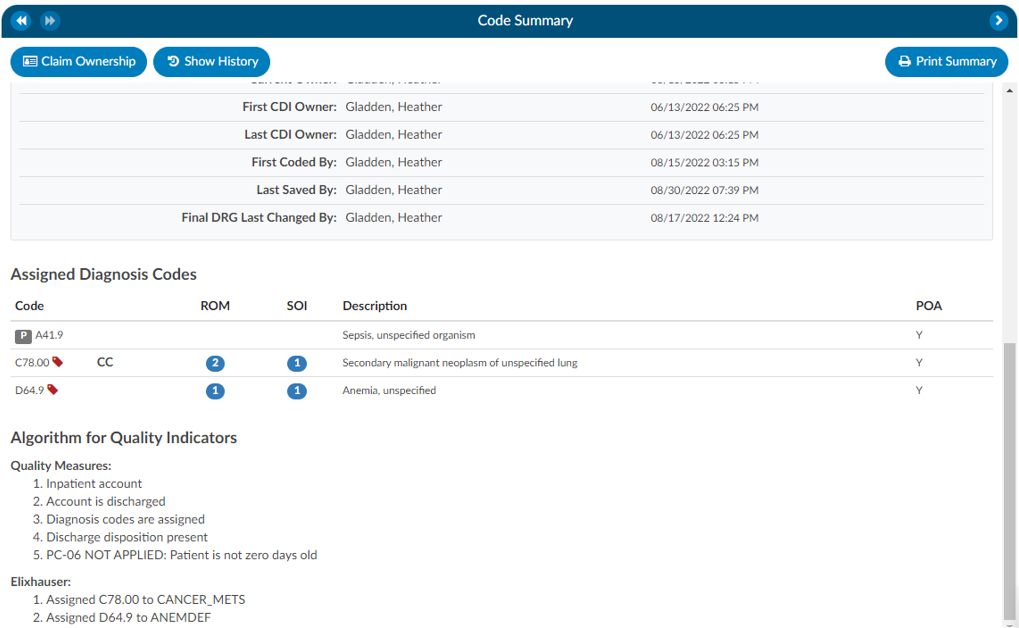 Code Summary
Claim Ownership Show History Print Summary
First CDI Owner: Gladden, Heather 06/13/2022 06:25 PM
Last CDI Owner: Gladden, Heather 06/13/2022 06:25 PM
First Coded By: Gladden, Heather 08/15/2022 03:15 PM
Last Saved By: Gladden, Heather 08/30/2022 07:39 PM
Final DRG Last Changed By: Gladden, Heather 08/17/2022 12:24 PM
Assigned Diagnosis Codes
Code ROM SOI Description POA
P A41.9 Sepsis, unspecified organism Y
C78.00 CC 2 1 Secondary malignant neoplasm of unspecified lung Y
D64.9 1 1 Anemia, unspecified Y
Algorithm for Quality Indicators
Quality Measures:
1. Inpatient account
2. Account is discharged
3. Diagnosis codes are assigned
4. Discharge disposition present
5. PC-06 NOT APPLIED: Patient is not zero days old
Elixhauser:
1. Assigned C78.00 to CANCER_METS
2. Assigned D64.9 to ANEMDEF